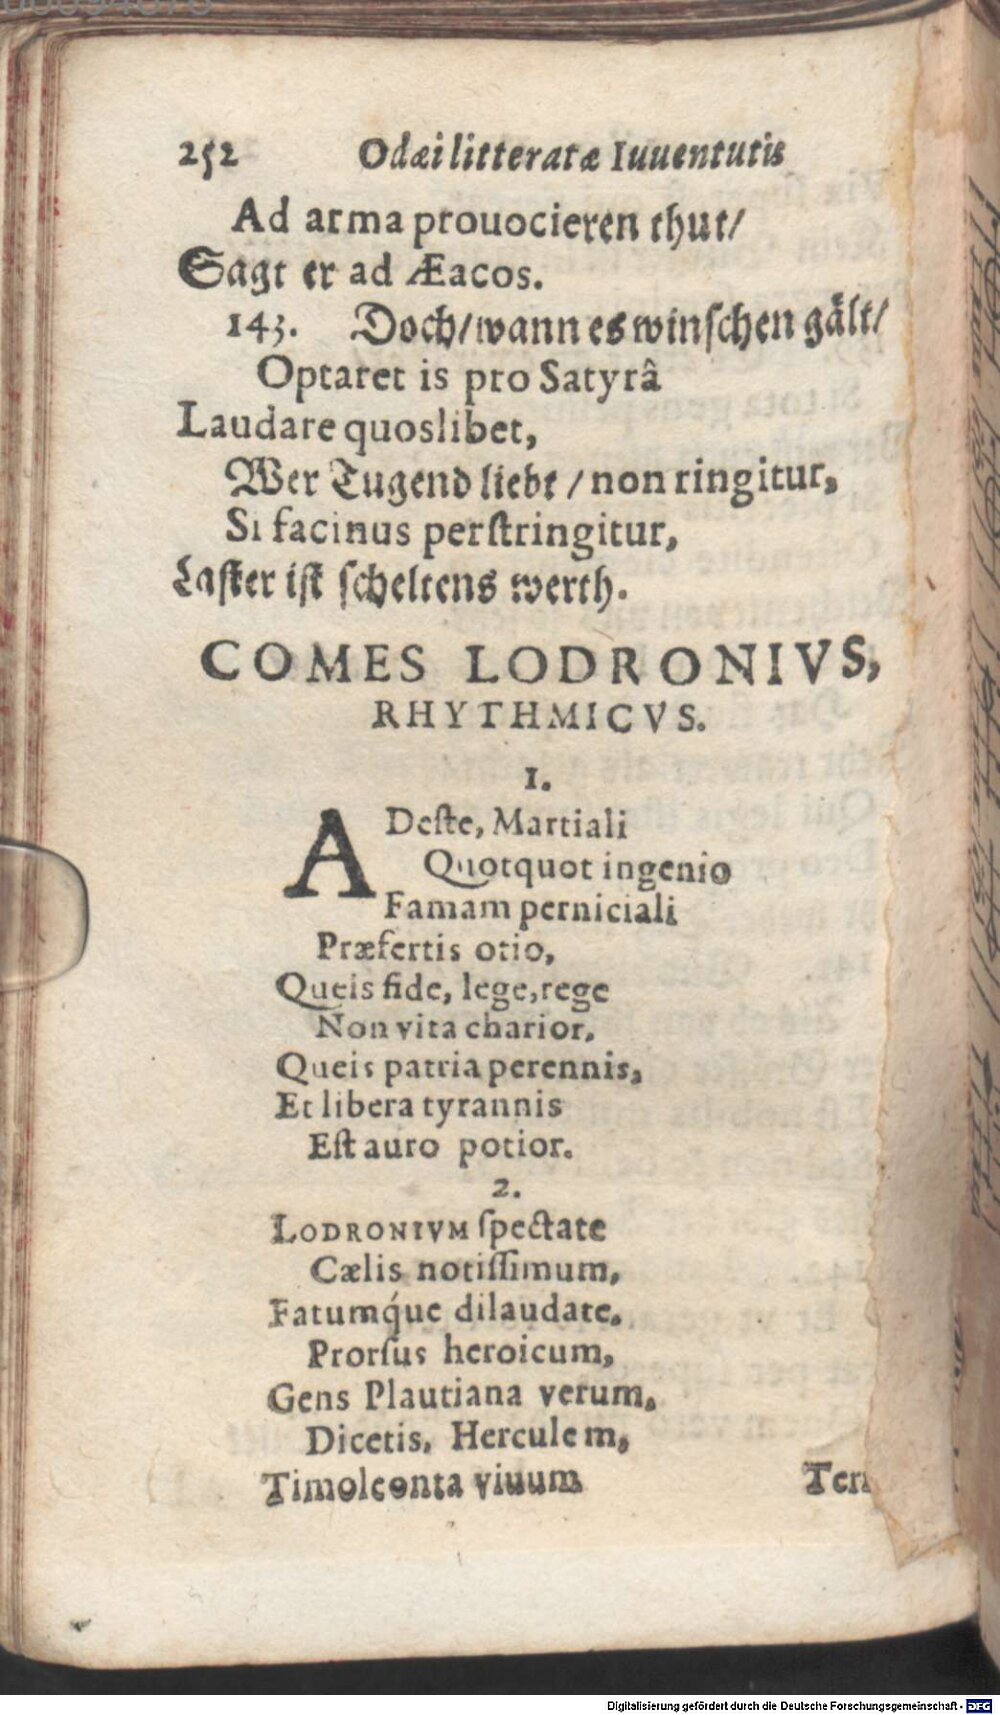 252 Odæi litteratæ Iuuentutis
Ad arma prouocieren thut/
Sagt er ad Æacos.
143. Doch/wann es winſchen gält/
Optaret is pro Satyrâ
Laudare quoslibet,
Wer Tugend liebt / non ringitur,
Si facinus perſtringitur,
Laſter iſt ſcheltens werth.
COMES LODRONIVS,
RHYTHMICVS.
1.
ADeſte, Martiali
Quotquot ingenio
Famam perniciali
Præfertis otio,
Queis fide, lege, rege
Non vita charior,
Queis patria perennis,
Et libera tyrannis
Eſt auro potior.
2.
LODRONIVM ſpectate
Cælis notiſſimum,
Fatumq́ue dilaudate,
Prorſus heroicum,
Gens Plautiana verum,
Dicetis, Herculem,
Timoleonta viuum
Digitalisierung gefördert durch die Deutsche Forschungsgemeinschaft - DFG